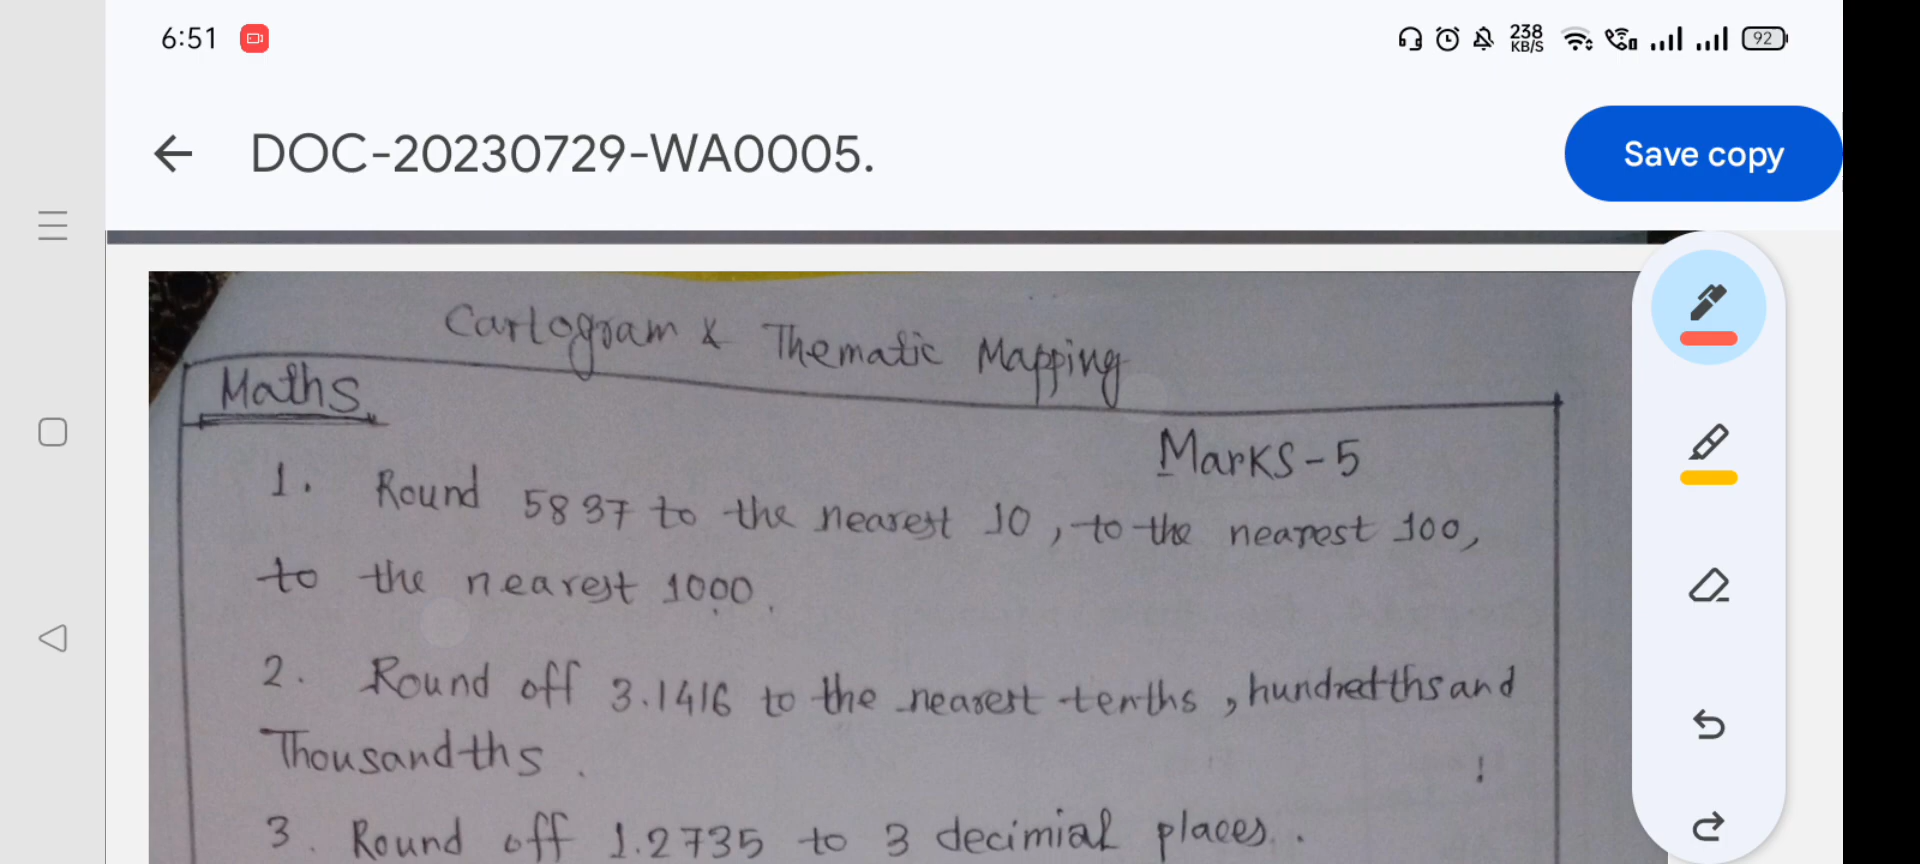 6:51
238 KB/S
92
DOC-20230729-WA0005.
Save copy
Cartogram & Thematic Mapping
Maths
Marks-5
1. Round 5837 to the nearest 10, to the nearest 100,
to the nearest 1000.
2. Round off 3.1416 to the nearest tenths, hundredths and
Thousandths.
3. Round off 1.2735 to 3 decimial places.